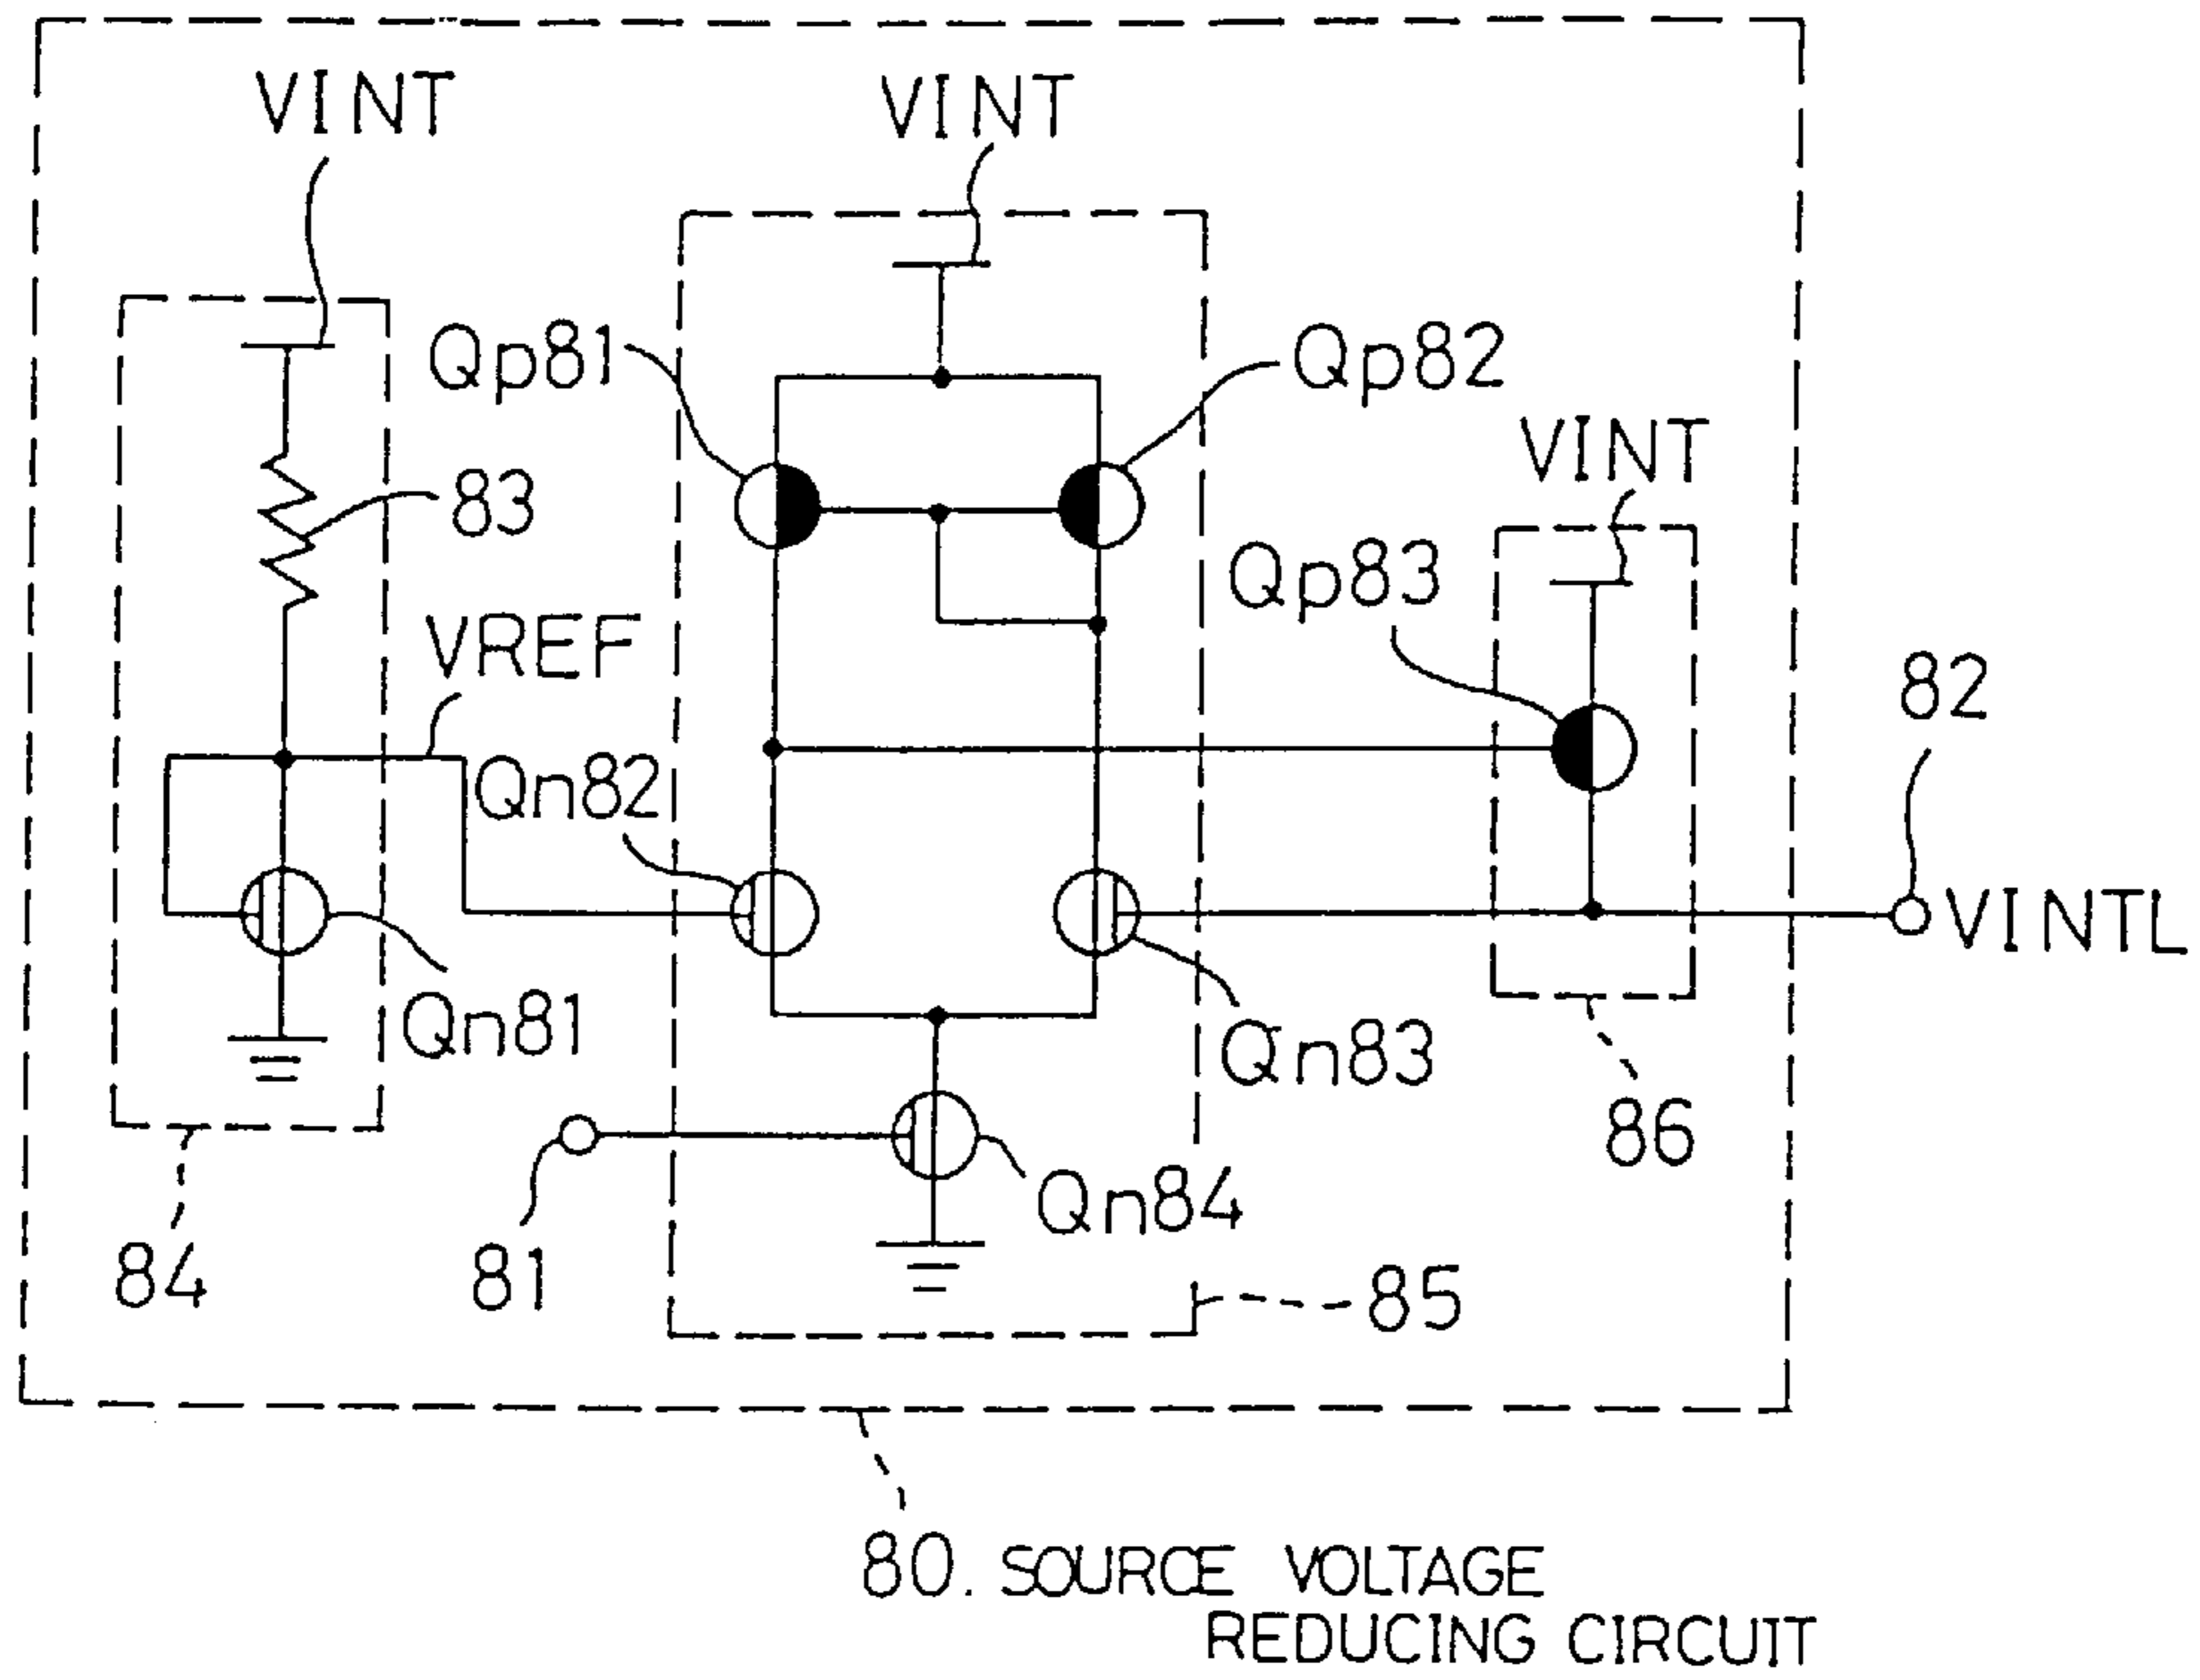 VINT
VINT
Qp81
Qp82
VINT
83
Qp83
VREF
82
Qn82
VINTL
Qn81
Qn83
86
Qn84
84
81
85
80. SOURCE VOLTAGE
REDUCING CIRCUIT